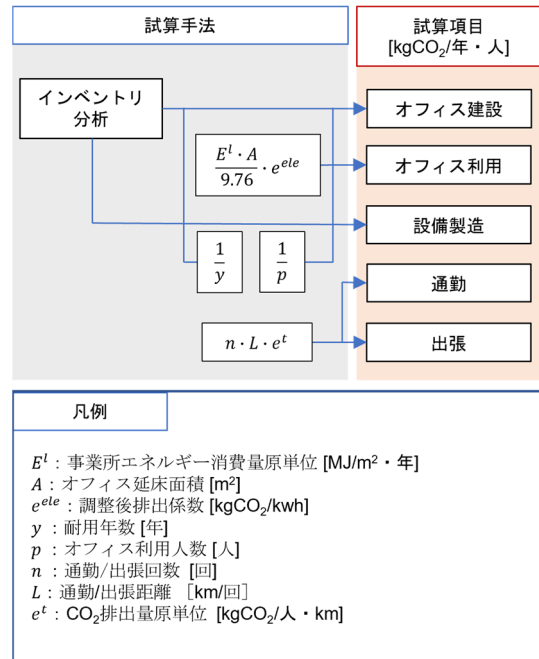 試算手法
試算項目
[kgCO₂/年・人]
インベントリ
分析
オフィス建設
E^l · A / 9.76 · e^ele
オフィス利用
設備製造
1/y
1/p
通勤
n · L · e^t
出張
凡例
E^l：事業所エネルギー消費量原単位 [MJ/m²・年]
A：オフィス延床面積 [m²]
e^ele：調整後排出係数 [kgCO₂/kwh]
y：耐用年数 [年]
p：オフィス利用人数 [人]
n：通勤/出張回数 [回]
L：通勤/出張距離 ［km/回］
e^t：CO₂排出量原単位 [kgCO₂/人・km]